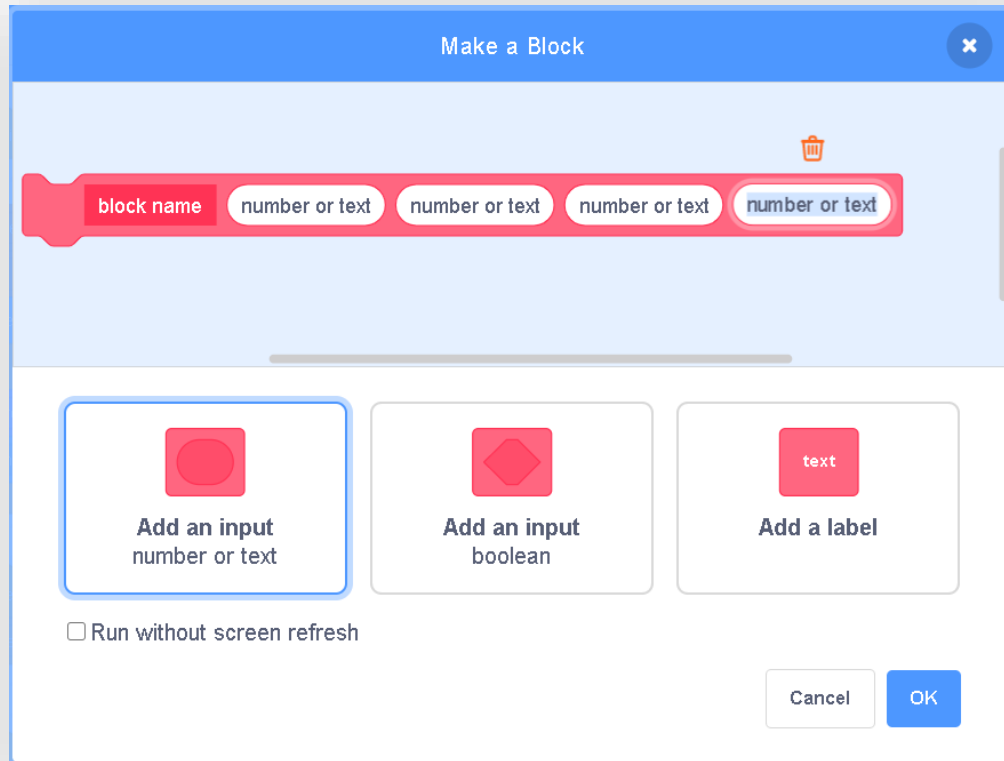 Make a Block
block name number or text number or text number or text number or text
text
Add an input
number or text
Add an input
boolean
Add a label
Run without screen refresh
Cancel OK